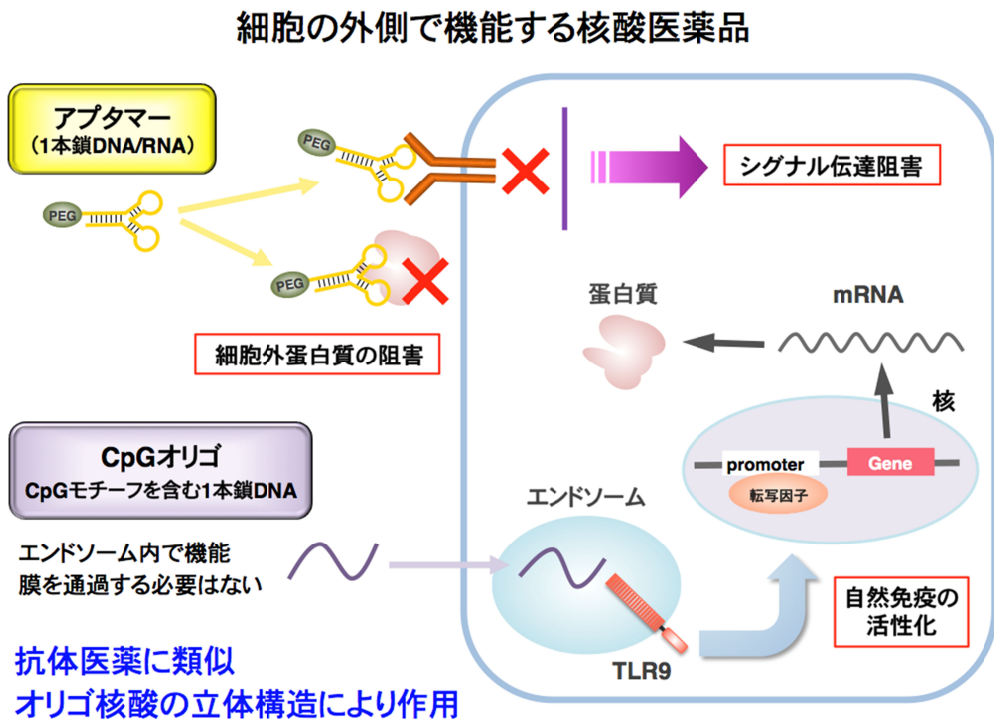 細胞の外側で機能する核酸医薬品
アプタマー
（1本鎖DNA/RNA）
PEG
PEG
シグナル伝達阻害
PEG
細胞外蛋白質の阻害
蛋白質
mRNA
核
promoter
Gene
転写因子
CpGオリゴ
CpGモチーフを含む1本鎖DNA
エンドソーム内で機能
膜を通過する必要はない
エンドソーム
TLR9
自然免疫の
活性化
抗体医薬に類似
オリゴ核酸の立体構造により作用